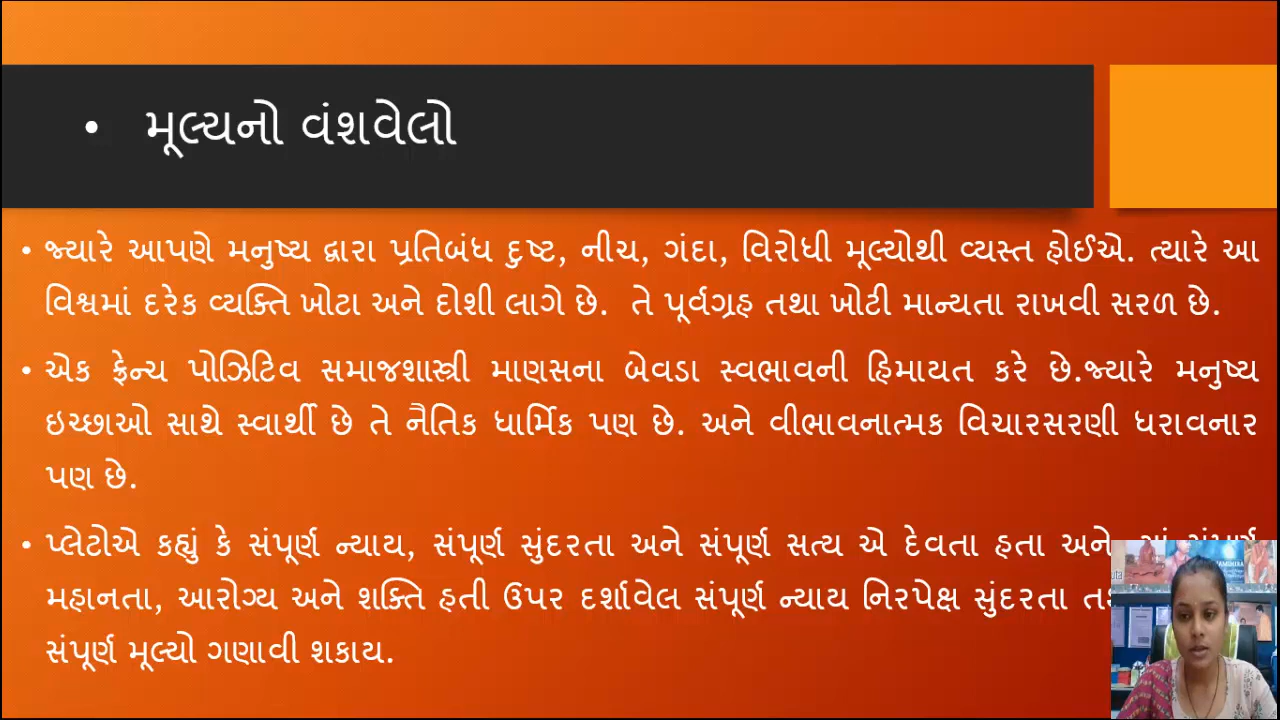 • મૂલ્યનો વંશવેલો
• જ્યારે આપણે મનુષ્ય દ્વારા પ્રતિબંધ દુષ્ટ, નીચ, ગંદા, વિરોધી મૂલ્યોથી વ્યસ્ત હોઈએ. ત્યારે આ
વિશ્વમાં દરેક વ્યક્તિ ખોટા અને દોશી લાગે છે. તે પૂર્વગ્રહ તથા ખોટી માન્યતા રાખવી સરળ છે.
• એક ફ્રેન્ચ પોઝિટિવ સમાજશાસ્ત્રી માણસના બેવડા સ્વભાવની હિમાયત કરે છે.જ્યારે મનુષ્ય
ઇચ્છાઓ સાથે સ્વાર્થી છે તે નૈતિક ધાર્મિક પણ છે. અને વીભાવનાત્મક વિચારસરણી ધરાવનાર
પણ છે.
• પ્લેટોએ કહ્યું કે સંપૂર્ણ ન્યાય, સંપૂર્ણ સુંદરતા અને સંપૂર્ણ સત્ય એ દેવતા હતા અને
મહાનતા, આરોગ્ય અને શક્તિ હતી ઉપર દર્શાવેલ સંપૂર્ણ ન્યાય નિરપેક્ષ સુંદરતા
સંપૂર્ણ મૂલ્યો ગણાવી શકાય.